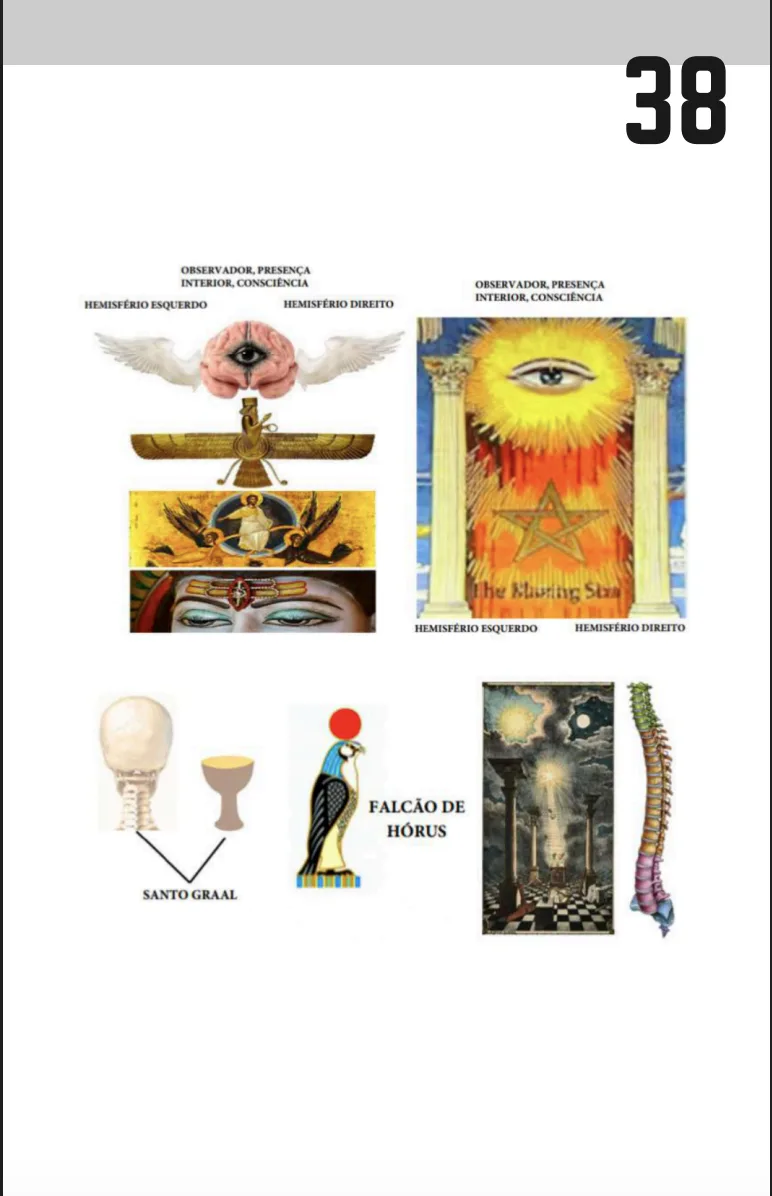 38
OBSERVADOR, PRESENÇA
INTERIOR, CONSCIÊNCIA
HEMISFÉRIO ESQUERDO
HEMISFÉRIO DIREITO
OBSERVADOR, PRESENÇA
INTERIOR, CONSCIÊNCIA
The Morning Star
HEMISFÉRIO ESQUERDO
HEMISFÉRIO DIREITO
SANTO GRAAL
FALCÃO DE
HÓRUS